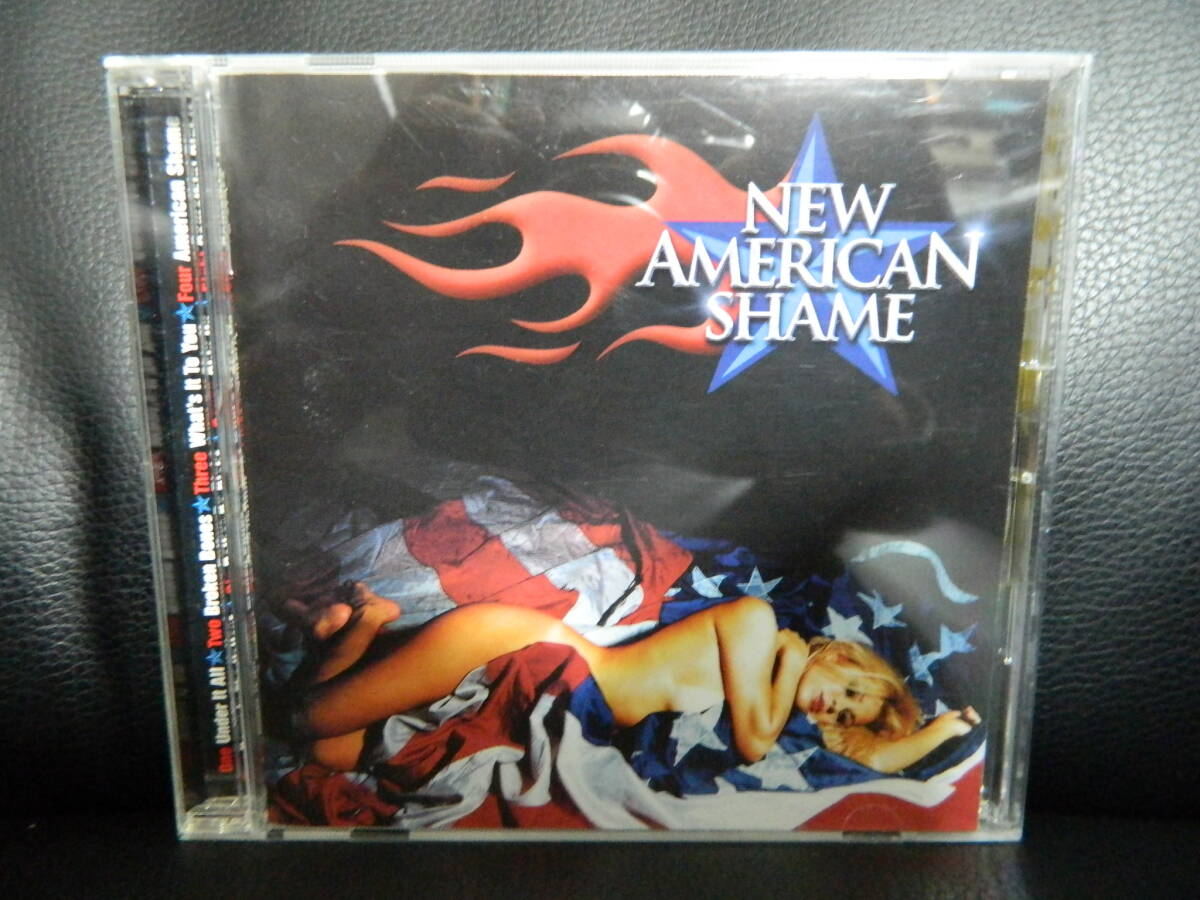 NEW
AMERICAN
SHAME
One Under It All ★ Two Broken Bones ★ Three What's It To You ★ Four American Shame